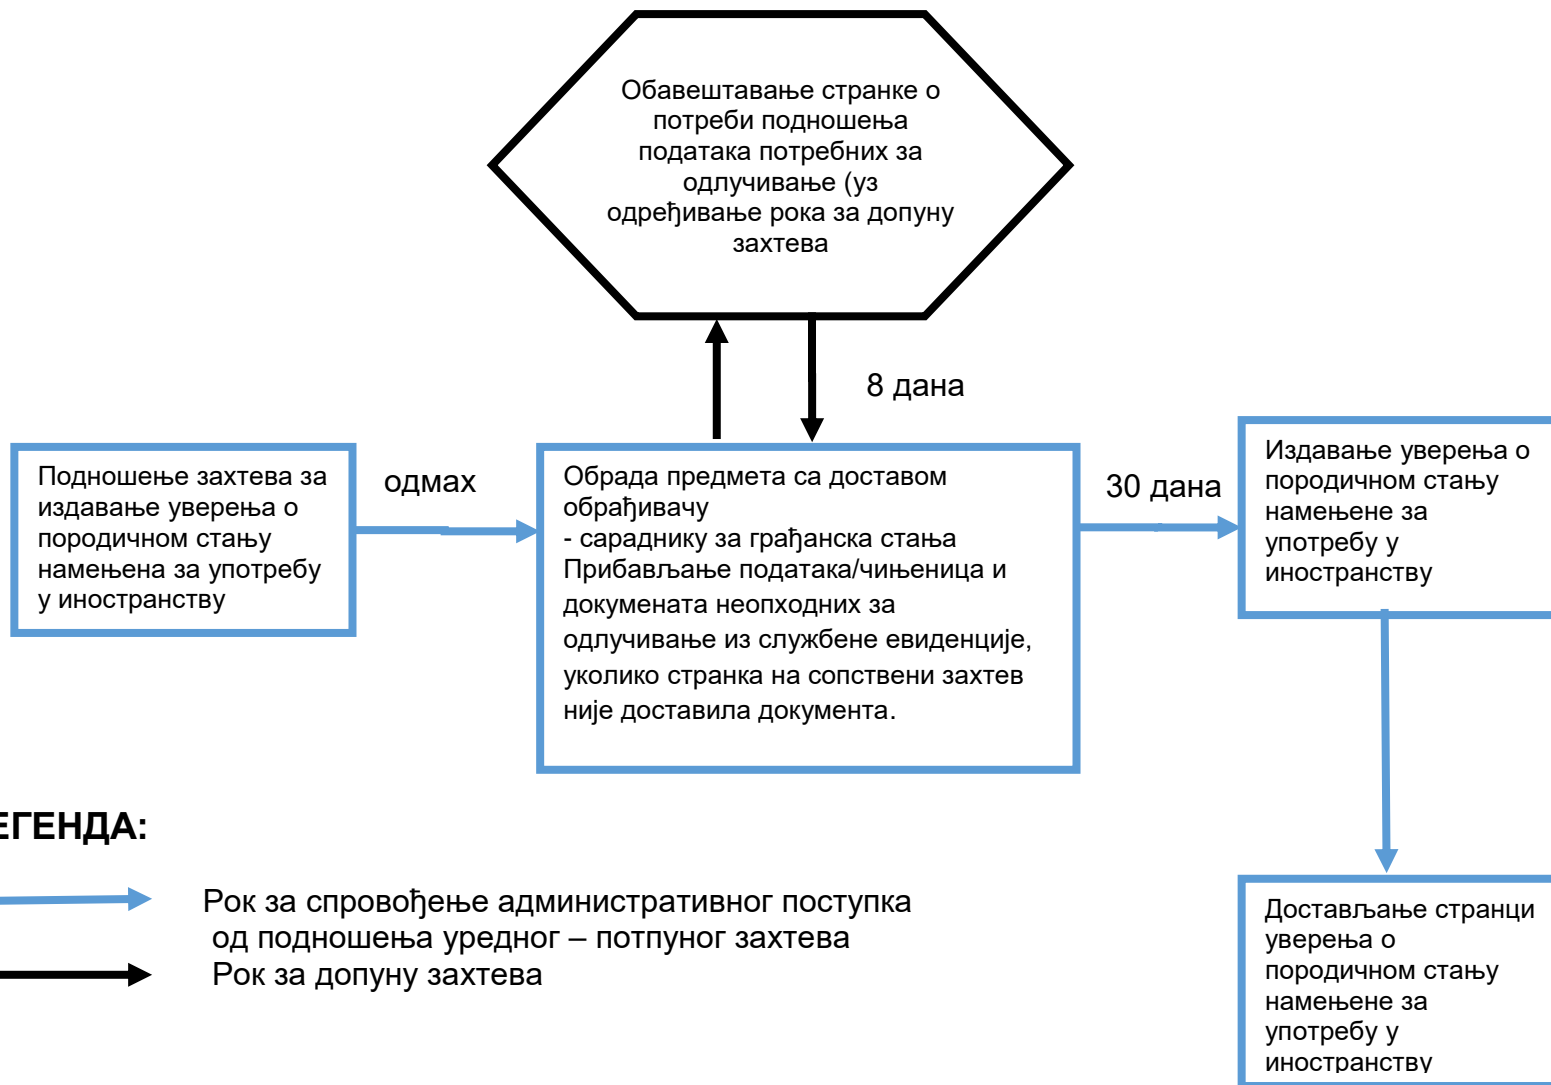 Обавештавање странке о
потреби подношења
података потребних за
одлучивање (уз
одређивање рока за допуну
захтева
8 дана
Подношење захтева за
издавање уверења о
породичном стању
намењена за употребу
у иностранству
одмах
Обрада предмета са доставом
обрађивачу
- сараднику за грађанска стања
Прибављање података/чињеница и
докумената неопходних за
одлучивање из службене евиденције,
уколико странка на сопствени захтев
није доставила документа.
30 дана
Издавање уверења о
породичном стању
намењене за
употребу у
иностранству
ЕГЕНДА:
Рок за спровођење административног поступка
од подношења уредног – потпуног захтева
Рок за допуну захтева
Достављање странци
уверења о
породичном стању
намењене за
употребу у
иностранству